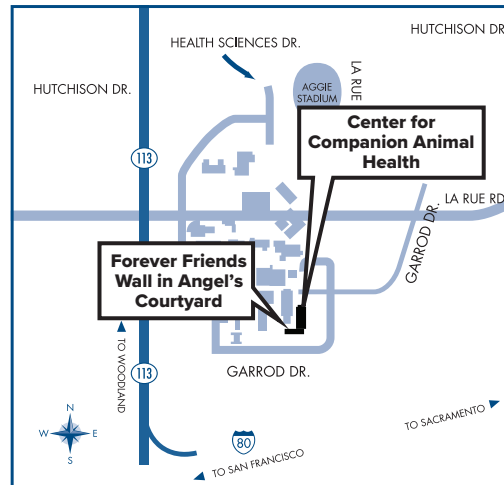 HUTCHISON DR.
HEALTH SCIENCES DR.
LA RUE
HUTCHISON DR.
AGGIE
STADIUM
Center for
Companion Animal
Health
113
LA RUE RD.
GARROD DR.
Forever Friends
Wall in Angel's
Courtyard
TO WOODLAND
113
GARROD DR.
N
W
E
S
80
TO SAN FRANCISCO
TO SACRAMENTO